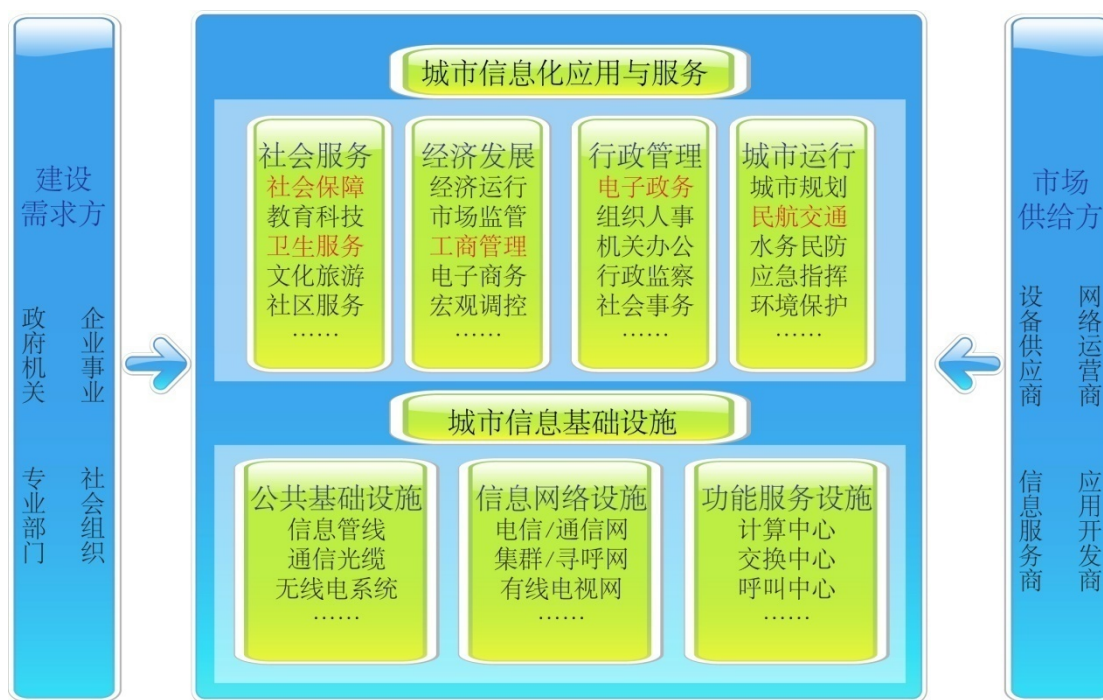 建设
需求方
政府机关
企业事业
专业部门
社会组织
城市信息化应用与服务
社会服务
社会保障
教育科技
卫生服务
文化旅游
社区服务
……
经济发展
经济运行
市场监管
工商管理
电子商务
宏观调控
……
行政管理
电子政务
组织人事
机关办公
行政监察
社会事务
……
城市运行
城市规划
民航交通
水务民防
应急指挥
环境保护
……
城市信息基础设施
公共基础设施
信息管线
通信光缆
无线电系统
……
信息网络设施
电信/通信网
集群/寻呼网
有线电视网
……
功能服务设施
计算中心
交换中心
呼叫中心
……
市场
供给方
设备供应商
网络运营商
信息服务商
应用开发商